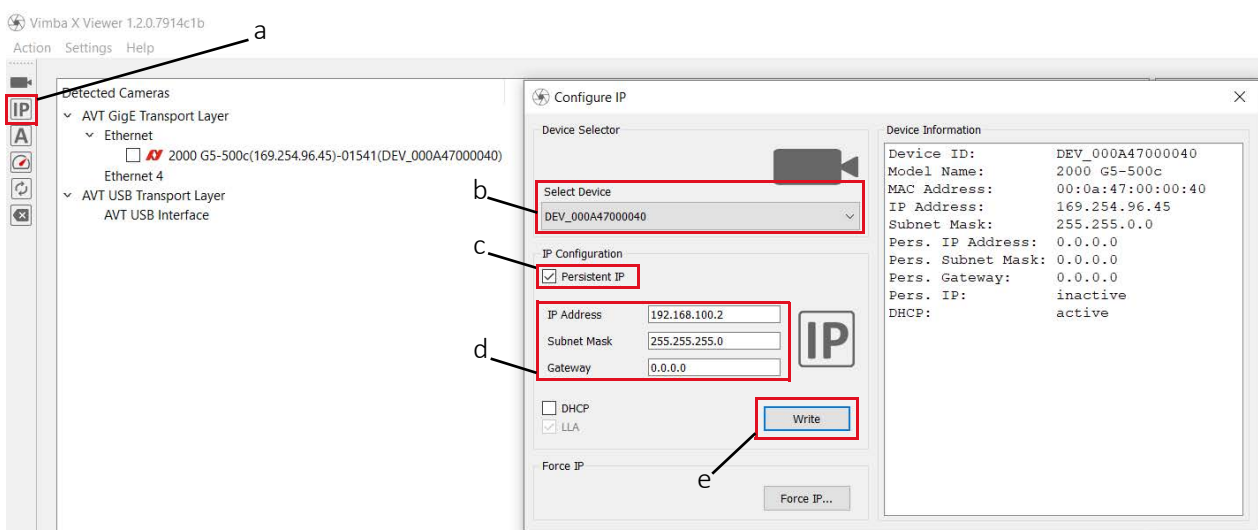 Vimba X Viewer 1.2.0.7914c1b
a
Action Settings Help
Detected Cameras
IP
AVT GigE Transport Layer
A
Ethernet
2000 G5-500c(169.254.96.45)-01541(DEV_000A47000040)
Ethernet 4
AVT USB Transport Layer
AVT USB Interface
Configure IP
Device Selector
b
Select Device
DEV_000A47000040
c
IP Configuration
Persistent IP
IP Address 192.168.100.2
Subnet Mask 255.255.255.0
IP
d
Gateway 0.0.0.0
DHCP
LLA
Write
e
Force IP
Force IP...
Device Information
Device ID: DEV_000A47000040
Model Name: 2000 G5-500c
MAC Address: 00:0a:47:00:00:40
IP Address: 169.254.96.45
Subnet Mask: 255.255.0.0
Pers. IP Address: 0.0.0.0
Pers. Subnet Mask: 0.0.0.0
Pers. Gateway: 0.0.0.0
Pers. IP: inactive
DHCP: active